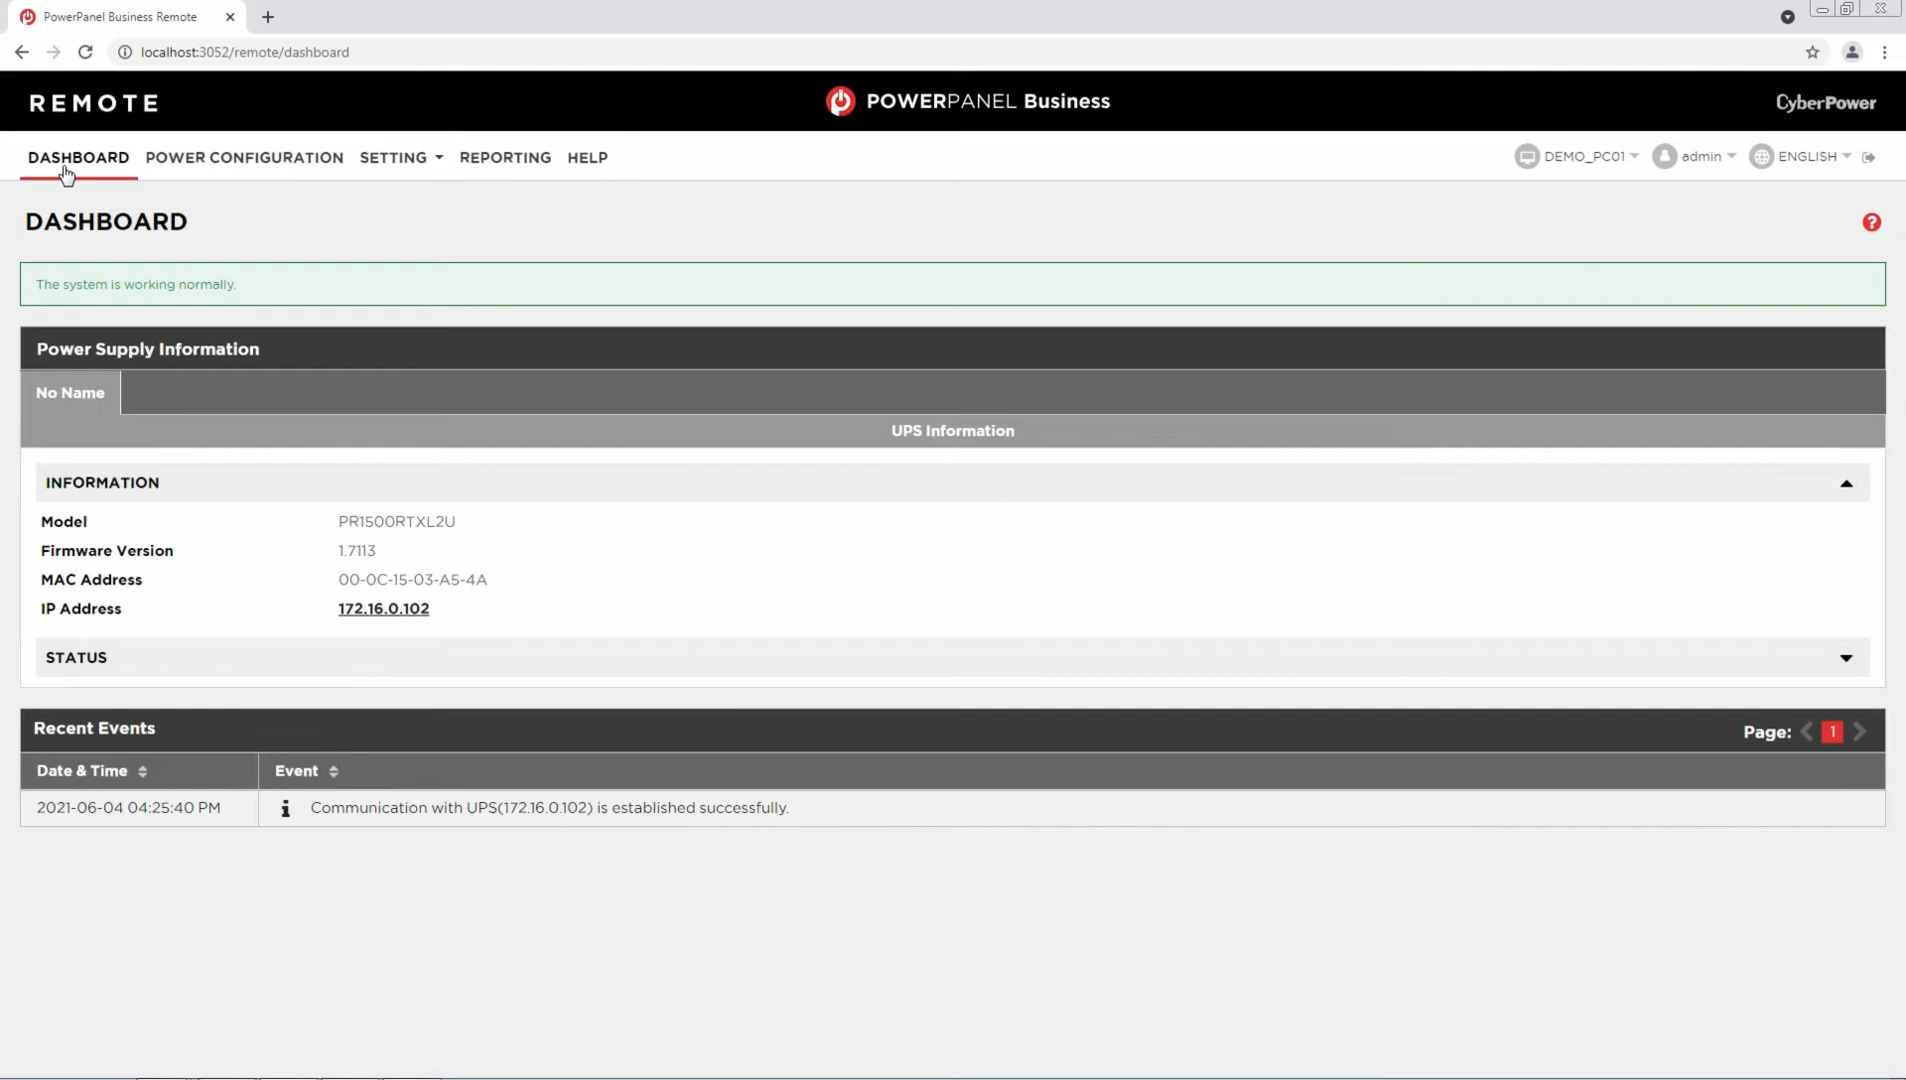 PowerPanel Business Remote
localhost:3052/remote/dashboard
REMOTE
POWERPANEL Business
CyberPower
DASHBOARD POWER CONFIGURATION SETTING REPORTING HELP
DEMO_PC01 admin ENGLISH
DASHBOARD
?
The system is working normally.
Power Supply Information
No Name
UPS Information
INFORMATION
Model PR1500RTXL2U
Firmware Version 1.7113
MAC Address 00-0C-15-03-A5-4A
IP Address 172.16.0.102
STATUS
Recent Events Page: 1
Date & Time Event
2021-06-04 04:25:40 PM Communication with UPS(172.16.0.102) is established successfully.